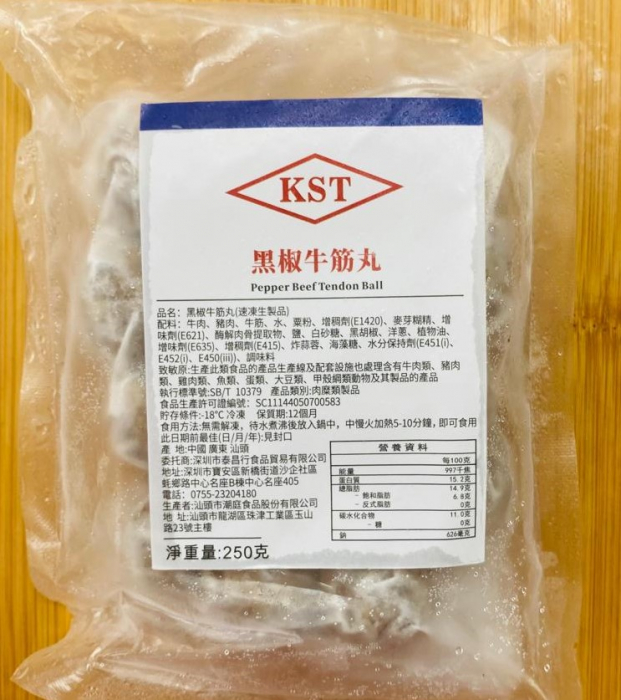 KST
黑椒牛筋丸
Pepper Beef Tendon Ball
品名：黑椒牛筋丸(速凍生製品)
配料：牛肉、豬肉、牛筋、水、粟粉、增稠劑(E1420)、麥芽糊精、增
味劑(E621)、酶解肉骨提取物、鹽、白砂糖、黑胡椒、洋蔥、植物油、
增味劑(E635)、增稠劑(E415)、炸蒜蓉、海藻糖、水分保持劑(E451(i)、
E452(i)、E450(iii))、調味料
致敏原:生產此類食品的產品生產線及配套設施也處理含有牛肉類、豬肉
類、雞肉類、魚類、蛋類、大豆類、甲殼綱類動物及其製品的產品
執行標準號:SB/T 10379 產品類別:肉糜類製品
食品生產許可證編號：SC11144050700583
貯存條件:-18℃ 冷凍 保質期:12個月
食用方法:無需解凍，待水煮沸後放入鍋中，中慢火加熱5-10分鐘，即可食用
此日期前最佳(日/月/年):見封口
產 地:中國 廣東 汕頭
委托商:深圳市泰昌行食品貿易有限公司
地址:深圳市寶安區新橋街道沙企社區
蚝鄉路中心名座B棟中心名座405
電話：0755-23204180
生產者:汕頭市潮庭食品股份有限公司
地 址:汕頭市龍湖區珠津工業區玉山
路23號主樓
淨重量:250克
營養資料
每100克
能量 997千焦
蛋白質 15.2克
總脂肪 14.9克
- 飽和脂肪 6.8克
- 反式脂肪 0克
碳水化合物 11.0克
- 糖 0克
鈉 626毫克